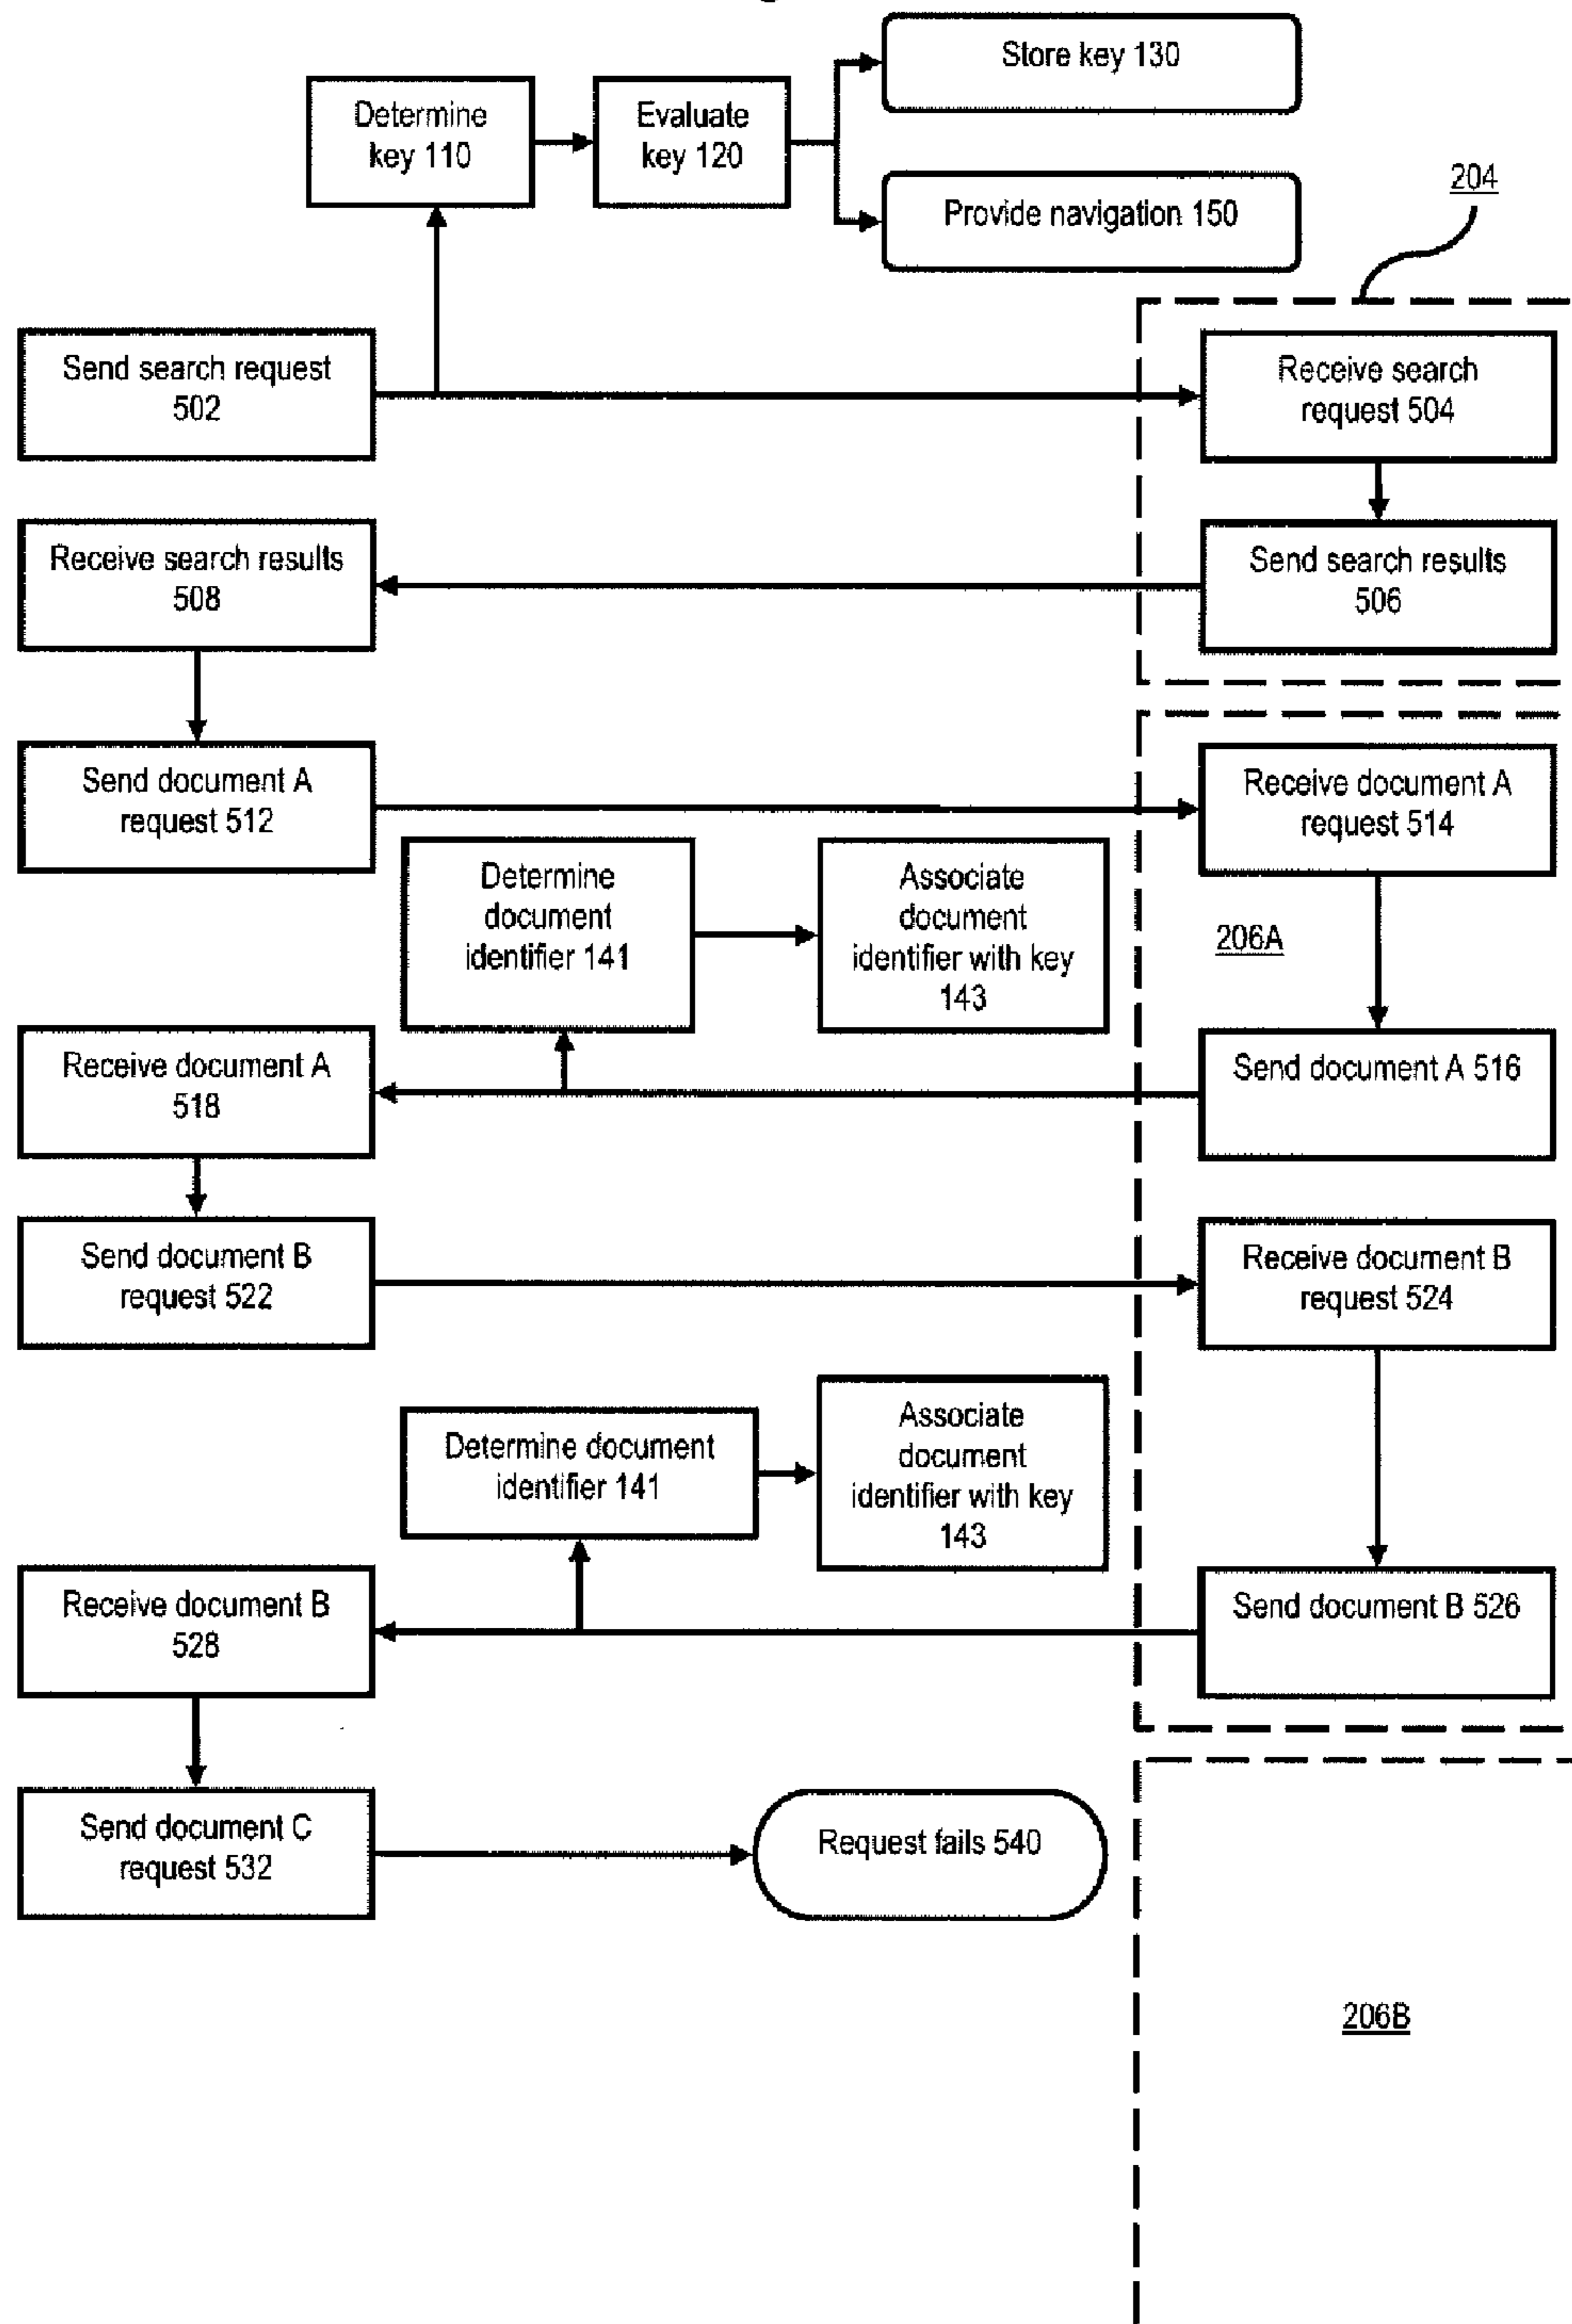 Store key 130
Determine
key 110
Evaluate
key 120
Provide navigation 150
204
Send search request
502
Receive search
request 504
Receive search results
508
Send search results
506
Send document A
request 512
Receive document A
request 514
Determine
document
identifier 141
Associate
document
identifier with key
143
206A
Receive document A
518
Send document A 516
Send document B
request 522
Receive document B
request 524
Determine document
identifier 141
Associate
document
identifier with key
143
Receive document B
528
Send document B 526
Send document C
request 532
Request fails 540
206B